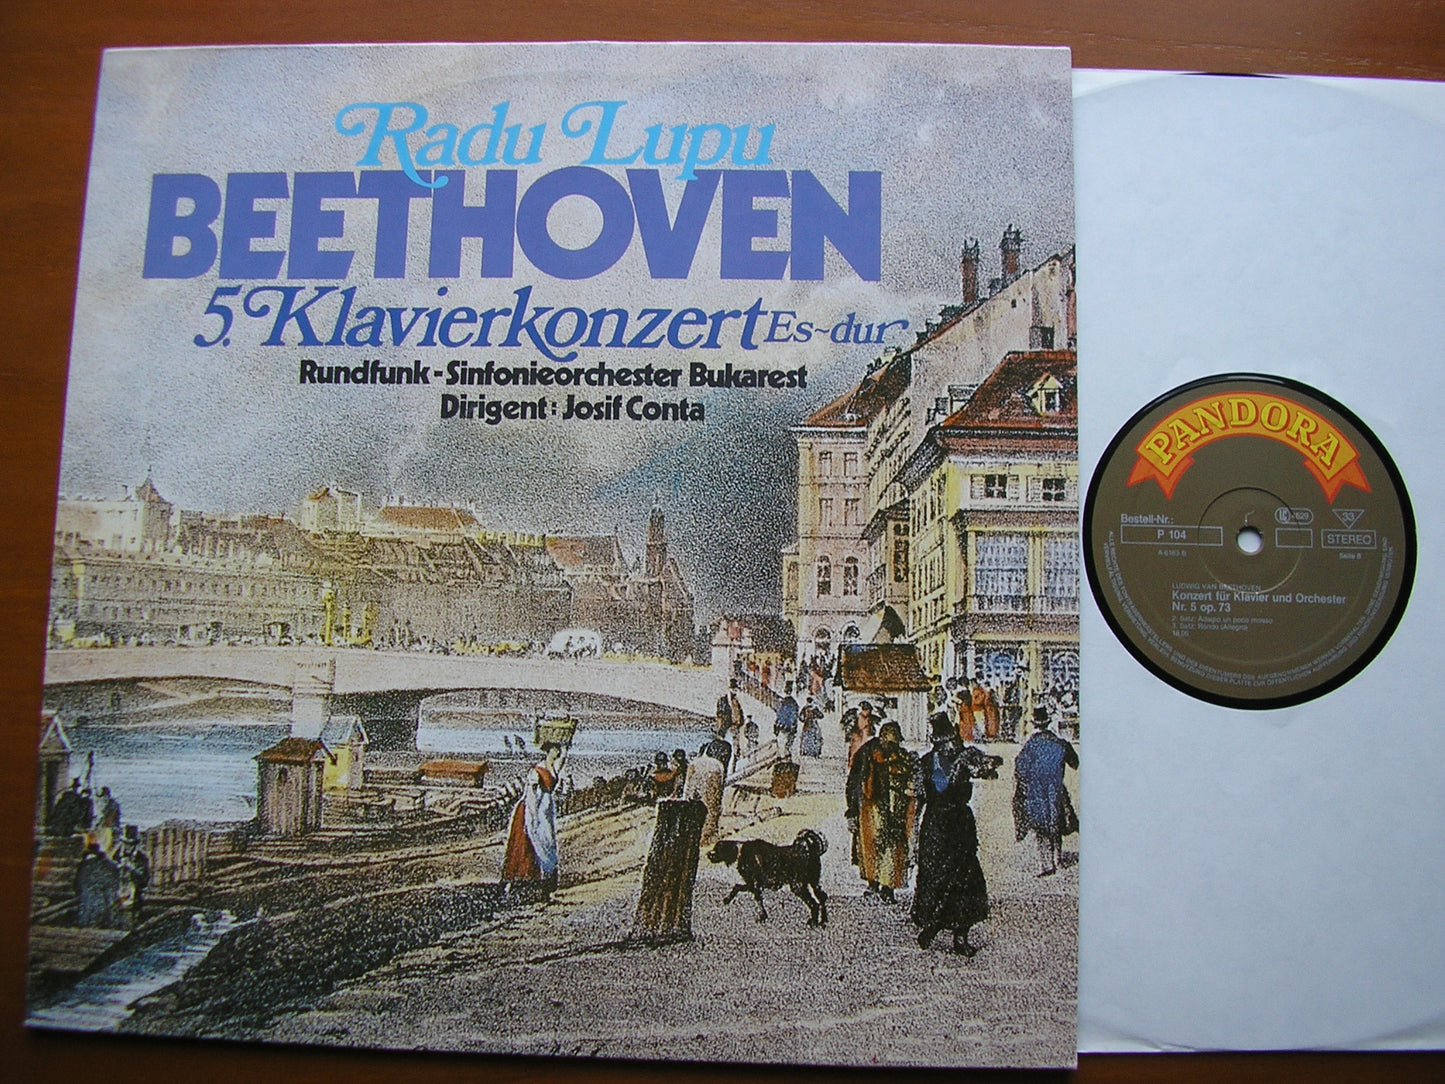 Radu Lupu
BEETHOVEN
5. Klavierkonzert Es~dur
Rundfunk-Sinfonieorchester Bukarest
Dirigent: Josif Conta
PANDORA
Bestell-Nr.:
P 104
A-6163-B
33
STEREO
Seite B
LUDWIG VAN BEETHOVEN
Konzert für Klavier und Orchester
Nr. 5 op. 73
2. Satz: Adagio un poco mosso
3. Satz: Rondo (Allegro)